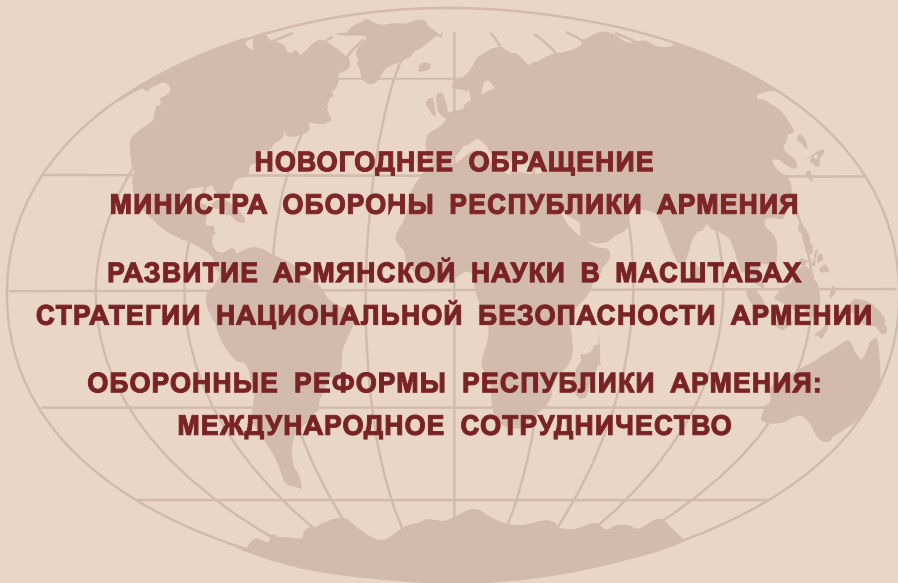 НОВОГОДНЕЕ ОБРАЩЕНИЕ
МИНИСТРА ОБОРОНЫ РЕСПУБЛИКИ АРМЕНИЯ
РАЗВИТИЕ АРМЯНСКОЙ НАУКИ В МАСШТАБАХ
СТРАТЕГИИ НАЦИОНАЛЬНОЙ БЕЗОПАСНОСТИ АРМЕНИИ
ОБОРОННЫЕ РЕФОРМЫ РЕСПУБЛИКИ АРМЕНИЯ:
МЕЖДУНАРОДНОЕ СОТРУДНИЧЕСТВО